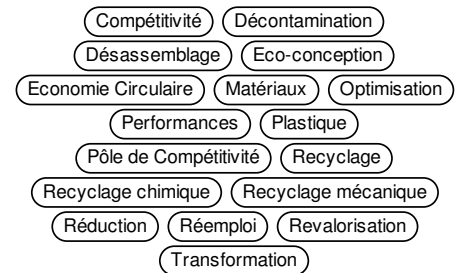 Compétitivité Décontamination
Désassemblage Eco-conception
Economie Circulaire Matériaux Optimisation
Performances Plastique
Pôle de Compétitivité Recyclage
Recyclage chimique Recyclage mécanique
Réduction Réemploi Revalorisation
Transformation